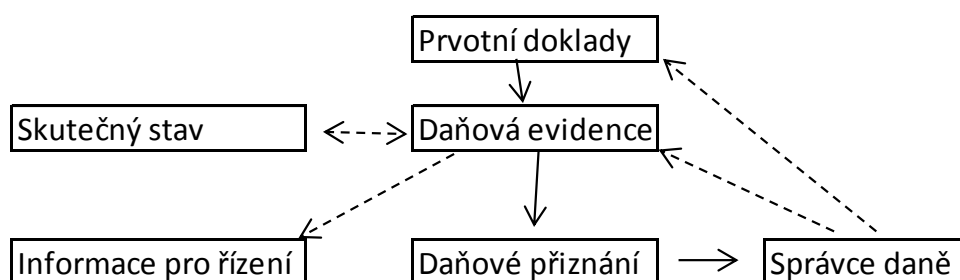 Prvotní doklady
Skutečný stav
Daňová evidence
Informace pro řízení
Daňové přiznání
Správce daně